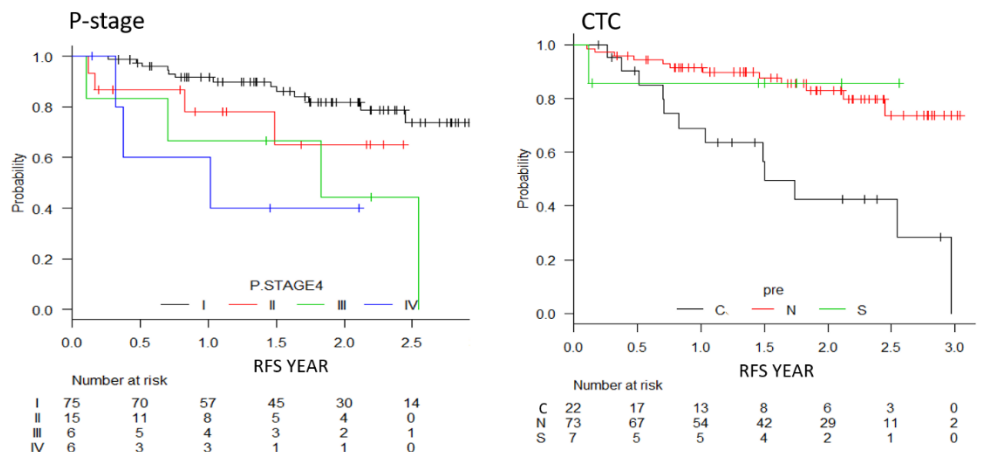 P-stage
1.0
0.8
0.6
0.4
0.2
0.0
Probability
P.STAGE4
I II III IV
0.0 0.5 1.0 1.5 2.0 2.5
RFS YEAR
Number at risk
I 75 70 57 45 30 14
II 15 11 8 5 4 0
III 6 5 4 3 2 1
IV 6 3 3 1 1 0
CTC
1.0
0.8
0.6
0.4
0.2
0.0
Probability
pre
C N S
0.0 0.5 1.0 1.5 2.0 2.5 3.0
RFS YEAR
Number at risk
C 22 17 13 8 6 3 0
N 73 67 54 42 29 11 2
S 7 5 5 4 2 1 0